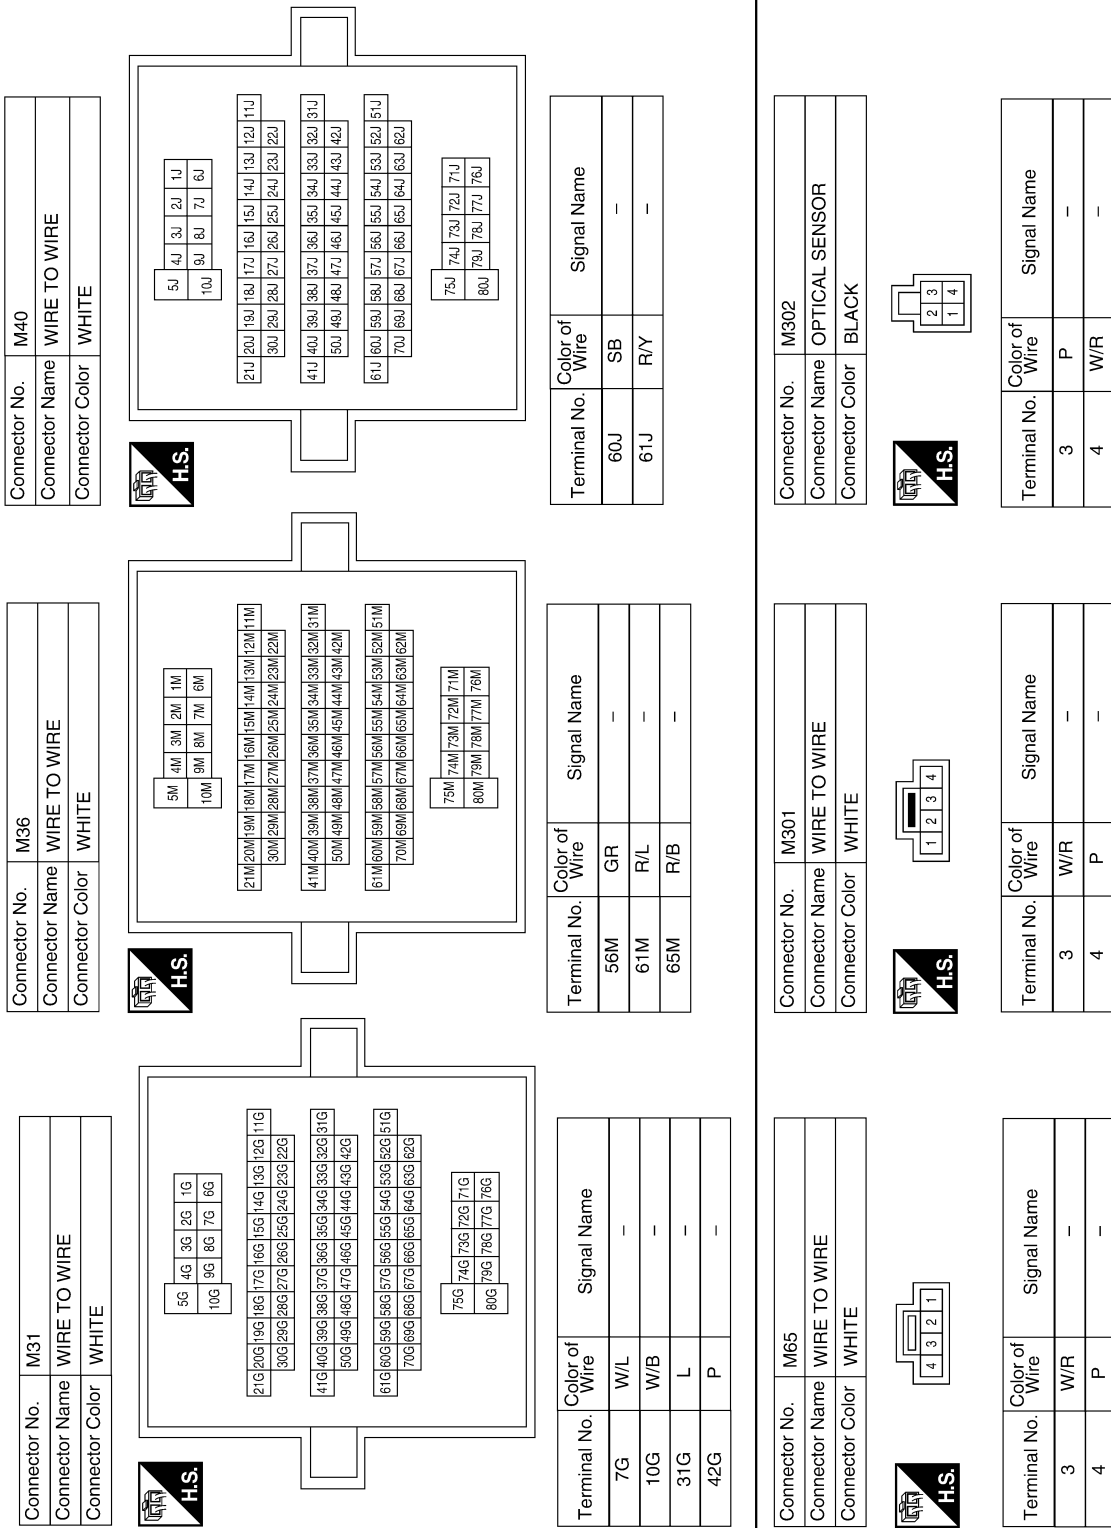 Connector No. M31
Connector Name WIRE TO WIRE
Connector Color WHITE
H.S.
5G 4G 3G 2G 1G
10G 9G 8G 7G 6G
21G 20G 19G 18G 17G 16G 15G 14G 13G 12G 11G
30G 29G 28G 27G 26G 25G 24G 23G 22G
41G 40G 39G 38G 37G 36G 35G 34G 33G 32G 31G
50G 49G 48G 47G 46G 45G 44G 43G 42G
61G 60G 59G 58G 57G 56G 55G 54G 53G 52G 51G
70G 69G 68G 67G 66G 65G 64G 63G 62G
75G 74G 73G 72G 71G
80G 79G 78G 77G 76G
Terminal No. Color of Wire Signal Name
7G W/L –
10G W/B –
31G L –
42G P –
Connector No. M36
Connector Name WIRE TO WIRE
Connector Color WHITE
H.S.
5M 4M 3M 2M 1M
10M 9M 8M 7M 6M
21M 20M 19M 18M 17M 16M 15M 14M 13M 12M 11M
30M 29M 28M 27M 26M 25M 24M 23M 22M
41M 40M 39M 38M 37M 36M 35M 34M 33M 32M 31M
50M 49M 48M 47M 46M 45M 44M 43M 42M
61M 60M 59M 58M 57M 56M 55M 54M 53M 52M 51M
70M 69M 68M 67M 66M 65M 64M 63M 62M
75M 74M 73M 72M 71M
80M 79M 78M 77M 76M
Terminal No. Color of Wire Signal Name
56M GR –
61M R/L –
65M R/B –
Connector No. M40
Connector Name WIRE TO WIRE
Connector Color WHITE
H.S.
5J 4J 3J 2J 1J
10J 9J 8J 7J 6J
21J 20J 19J 18J 17J 16J 15J 14J 13J 12J 11J
30J 29J 28J 27J 26J 25J 24J 23J 22J
41J 40J 39J 38J 37J 36J 35J 34J 33J 32J 31J
50J 49J 48J 47J 46J 45J 44J 43J 42J
61J 60J 59J 58J 57J 56J 55J 54J 53J 52J 51J
70J 69J 68J 67J 66J 65J 64J 63J 62J
75J 74J 73J 72J 71J
80J 79J 78J 77J 76J
Terminal No. Color of Wire Signal Name
60J SB –
61J R/Y –
Connector No. M65
Connector Name WIRE TO WIRE
Connector Color WHITE
H.S.
4 3 2 1
Terminal No. Color of Wire Signal Name
3 W/R –
4 P –
Connector No. M301
Connector Name WIRE TO WIRE
Connector Color WHITE
H.S.
1 2 3 4
Terminal No. Color of Wire Signal Name
3 W/R –
4 P –
Connector No. M302
Connector Name OPTICAL SENSOR
Connector Color BLACK
H.S.
2 3
1 4
Terminal No. Color of Wire Signal Name
3 P –
4 W/R –